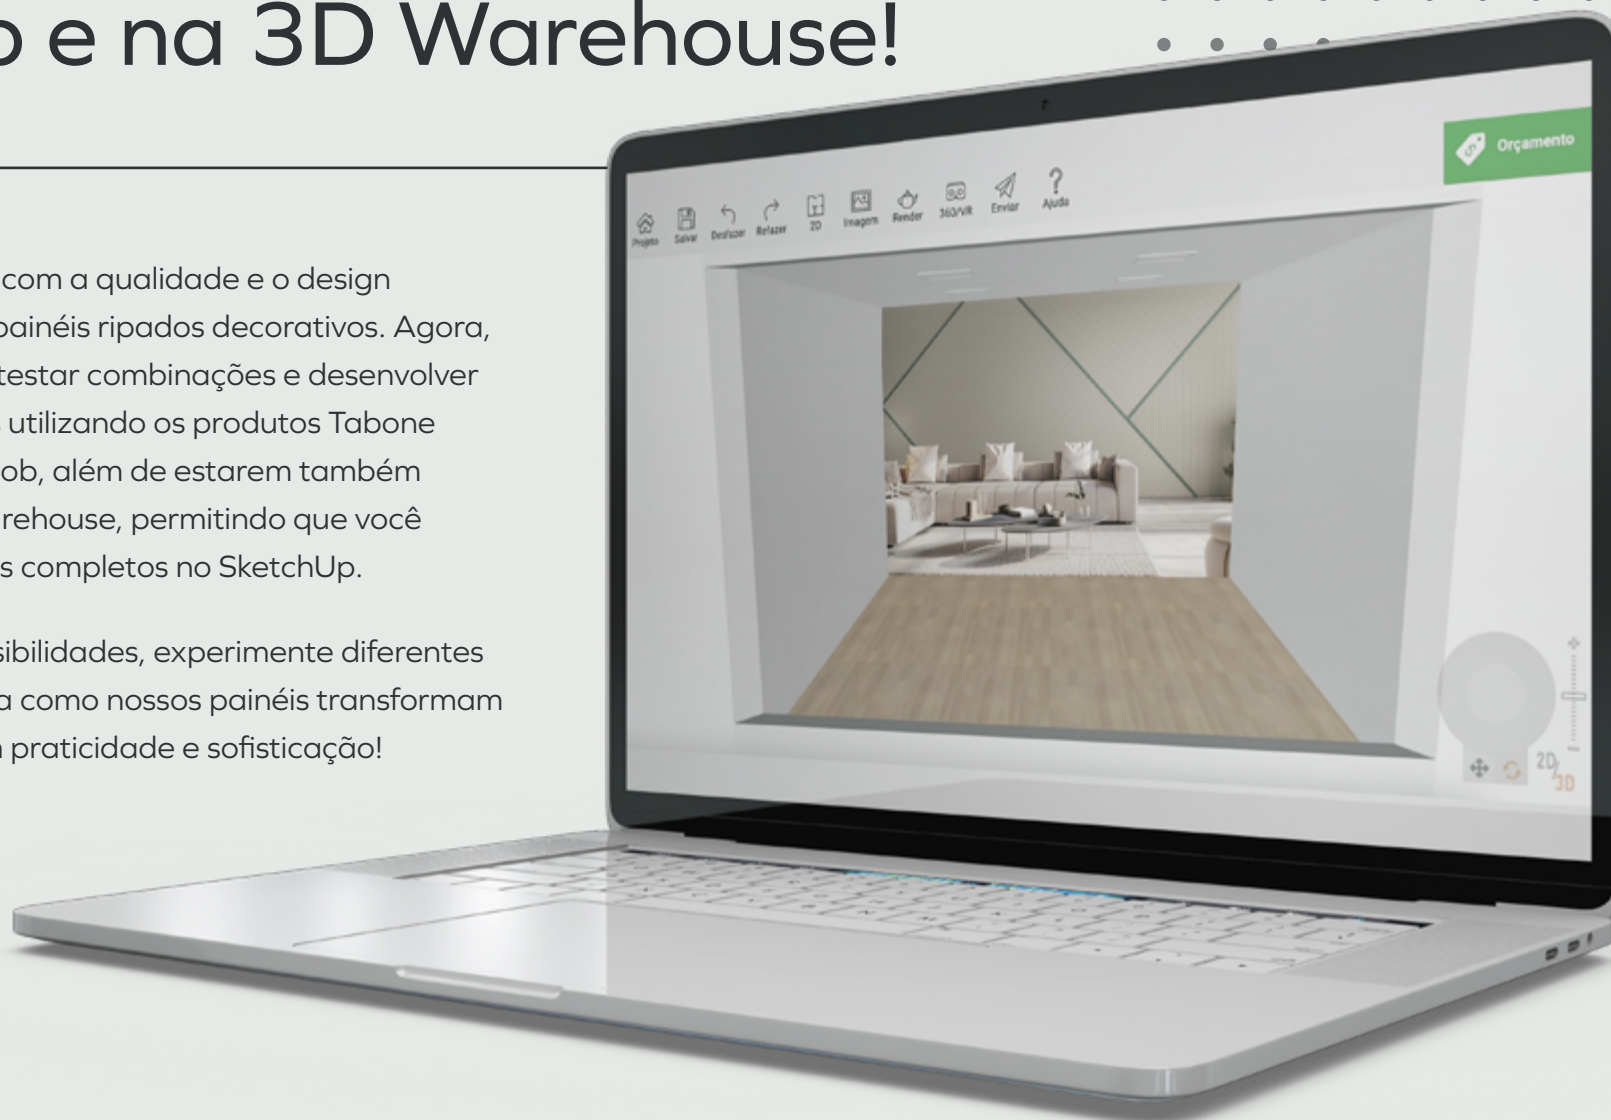 e na 3D Warehouse!
com a qualidade e o design
painéis ripados decorativos. Agora,
testar combinações e desenvolver
utilizando os produtos Tabone
ob, além de estarem também
rehouse, permitindo que você
s completos no SketchUp.
sibilidades, experimente diferentes
a como nossos painéis transformam
praticidade e sofisticação!
Orçamento
Projeto Salvar Desfazer Refazer 2D Imagem Render 360/VR Enviar Ajuda
2D/3D